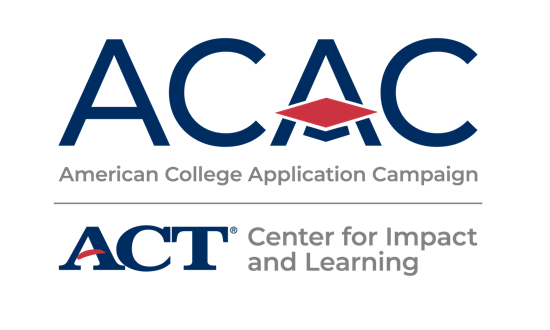 ACAC
American College Application Campaign
ACT® Center for Impact
and Learning